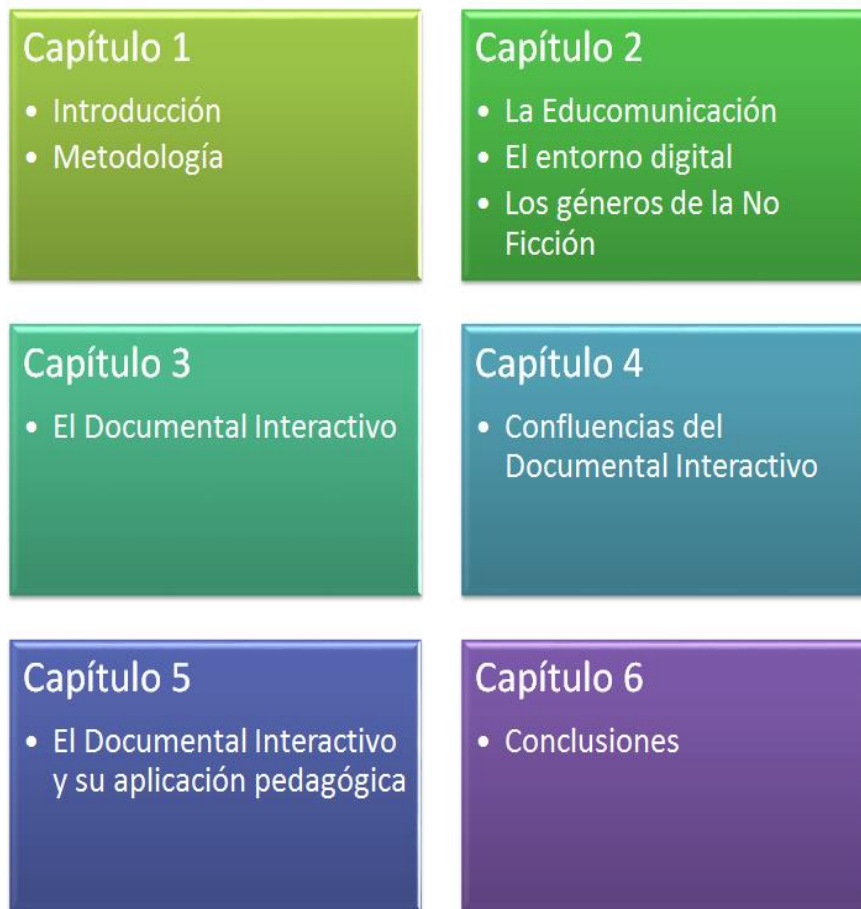 Capítulo 1
• Introducción
• Metodología
Capítulo 2
• La Educomunicación
• El entorno digital
• Los géneros de la No
Ficción
Capítulo 3
• El Documental Interactivo
Capítulo 4
• Confluencias del
Documental Interactivo
Capítulo 5
• El Documental Interactivo
y su aplicación pedagógica
Capítulo 6
• Conclusiones